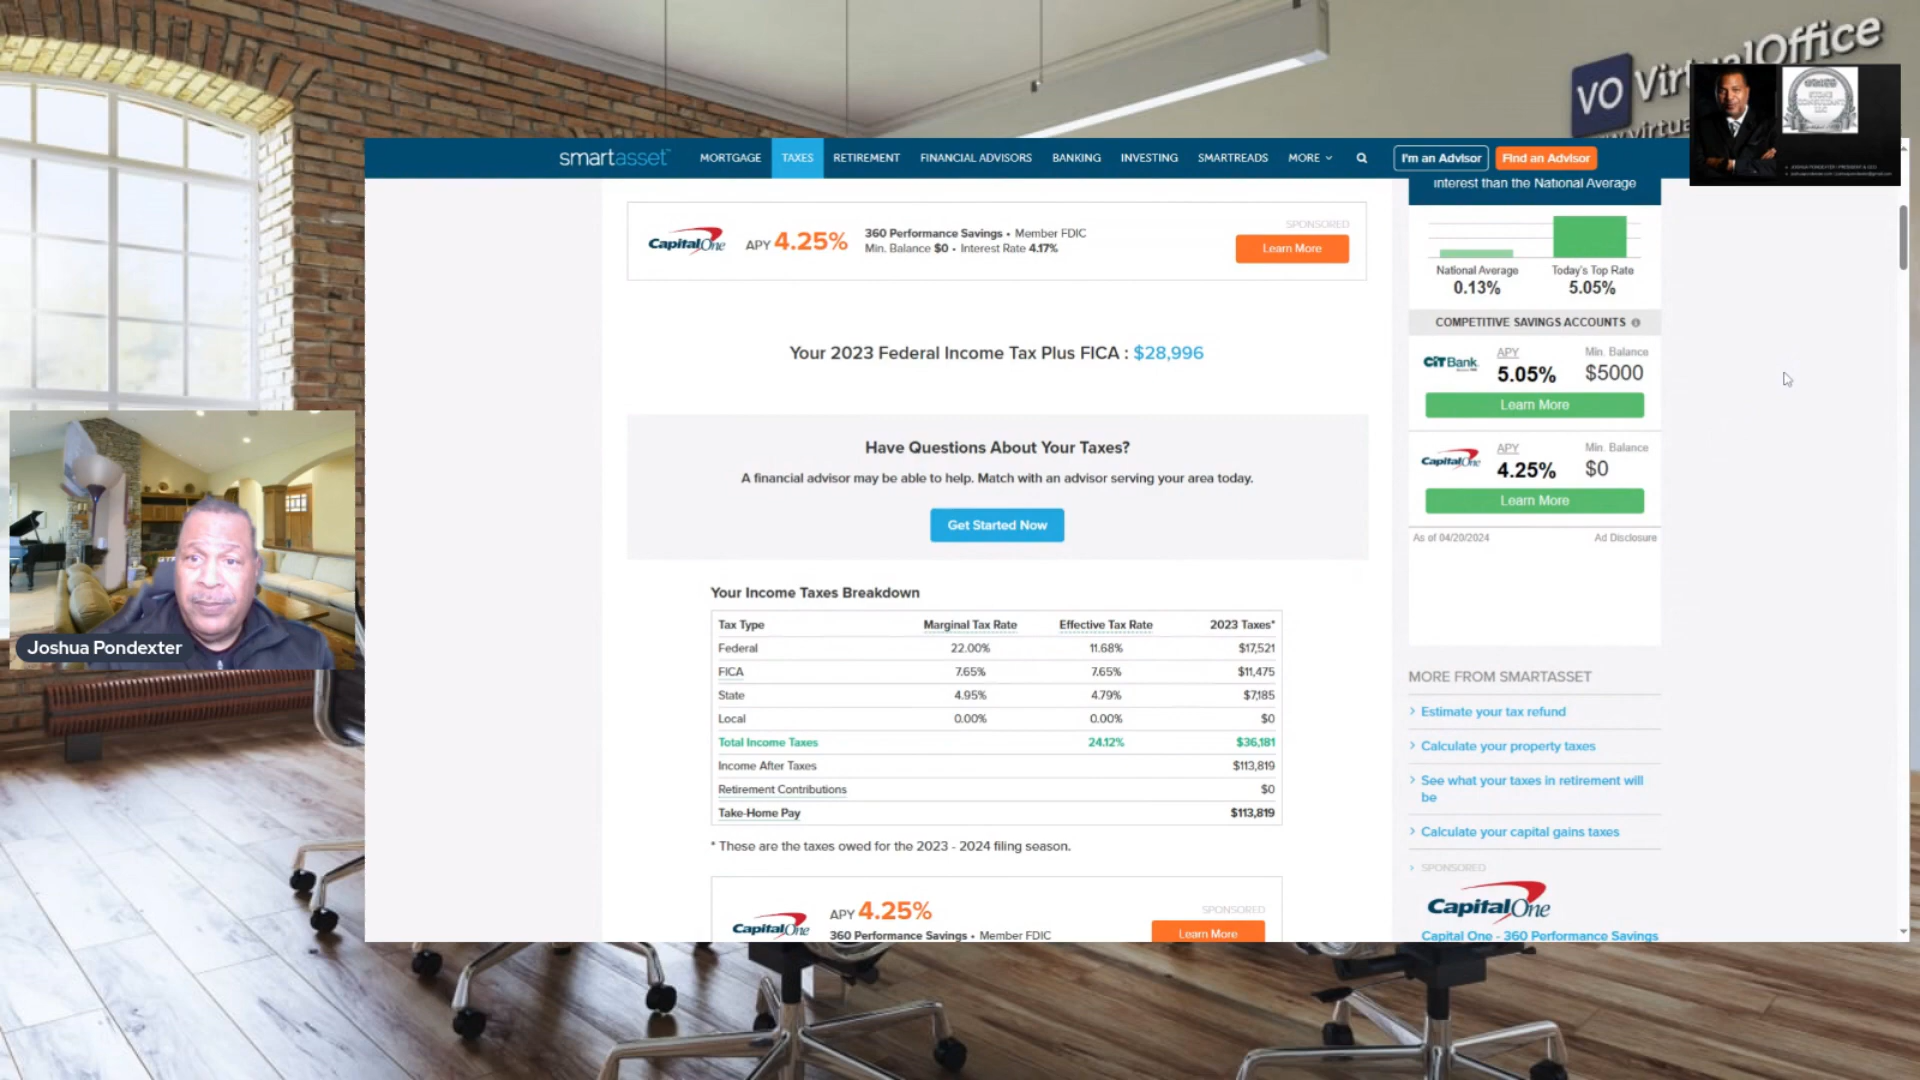 VO VirtualOffice
smartasset
MORTGAGE TAXES RETIREMENT FINANCIAL ADVISORS BANKING INVESTING SMARTREADS MORE I'm an Advisor Find an Advisor
interest than the National Average
CapitalOne APY 4.25% 360 Performance Savings • Member FDIC
Min. Balance $0 • Interest Rate 4.17%
SPONSORED
Learn More
National Average Today's Top Rate
0.13% 5.05%
COMPETITIVE SAVINGS ACCOUNTS
CIT Bank APY 5.05% Min. Balance $5000
Learn More
CapitalOne APY 4.25% Min. Balance $0
Learn More
As of 04/20/2024 Ad Disclosure
Your 2023 Federal Income Tax Plus FICA : $28,996
Have Questions About Your Taxes?
A financial advisor may be able to help. Match with an advisor serving your area today.
Get Started Now
Your Income Taxes Breakdown
Tax Type Marginal Tax Rate Effective Tax Rate 2023 Taxes*
Federal 22.00% 11.68% $17,521
FICA 7.65% 7.65% $11,475
State 4.95% 4.79% $7,185
Local 0.00% 0.00% $0
Total Income Taxes 24.12% $36,181
Income After Taxes $113,819
Retirement Contributions $0
Take-Home Pay $113,819
* These are the taxes owed for the 2023 - 2024 filing season.
CapitalOne APY 4.25%
360 Performance Savings • Member FDIC
SPONSORED
Learn More
MORE FROM SMARTASSET
Estimate your tax refund
Calculate your property taxes
See what your taxes in retirement will
be
Calculate your capital gains taxes
SPONSORED
CapitalOne
Capital One - 360 Performance Savings
Joshua Pondexter